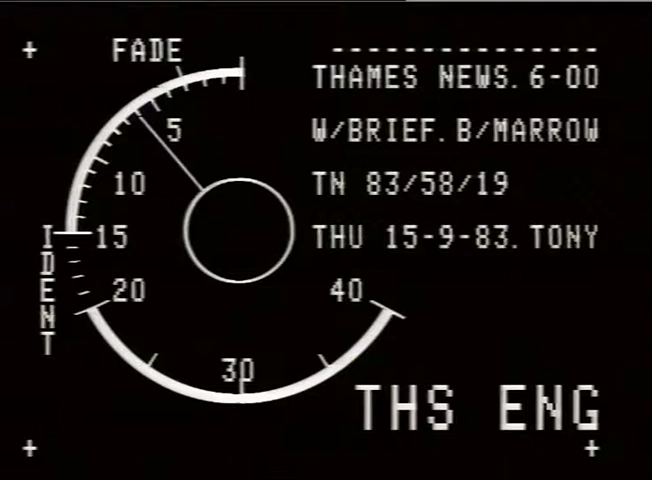 FADE
---------------
THAMES NEWS. 6-00
5
W/BRIEF. B/MARROW
10
TN 83/58/19
IDENT
15
THU 15-9-83. TONY
20
40
30
THS ENG